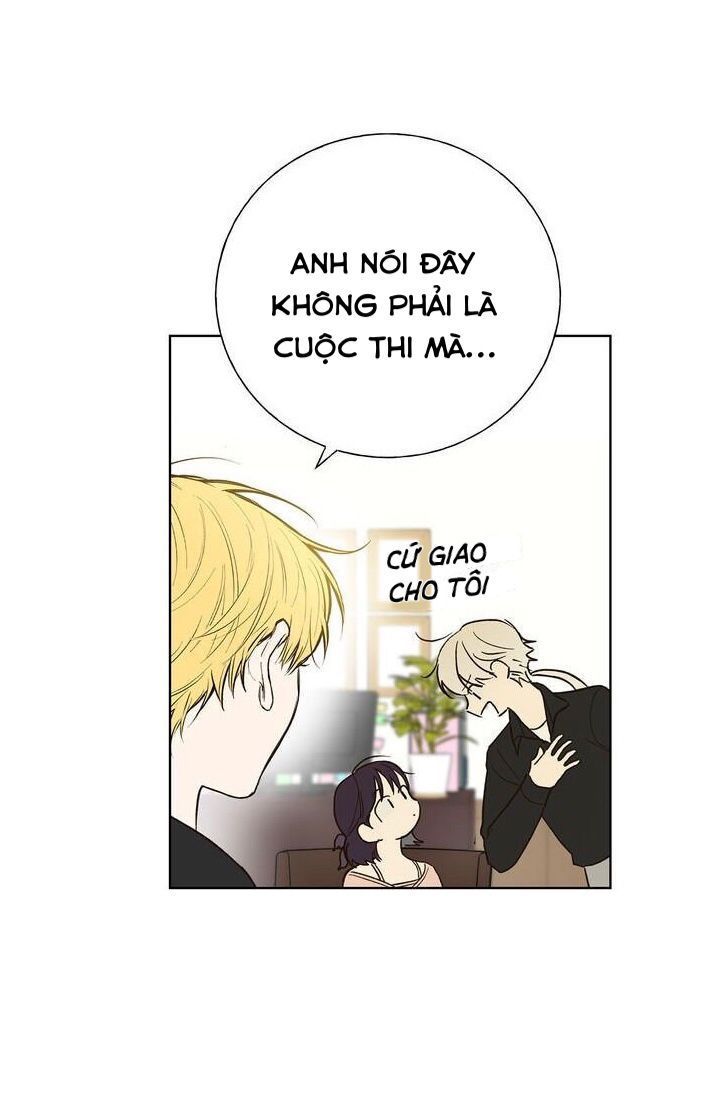 ANH NÓI ĐÂY
KHÔNG PHẢI LÀ
CUỘC THI MÀ...
CỨ GIAO
CHO TÔI